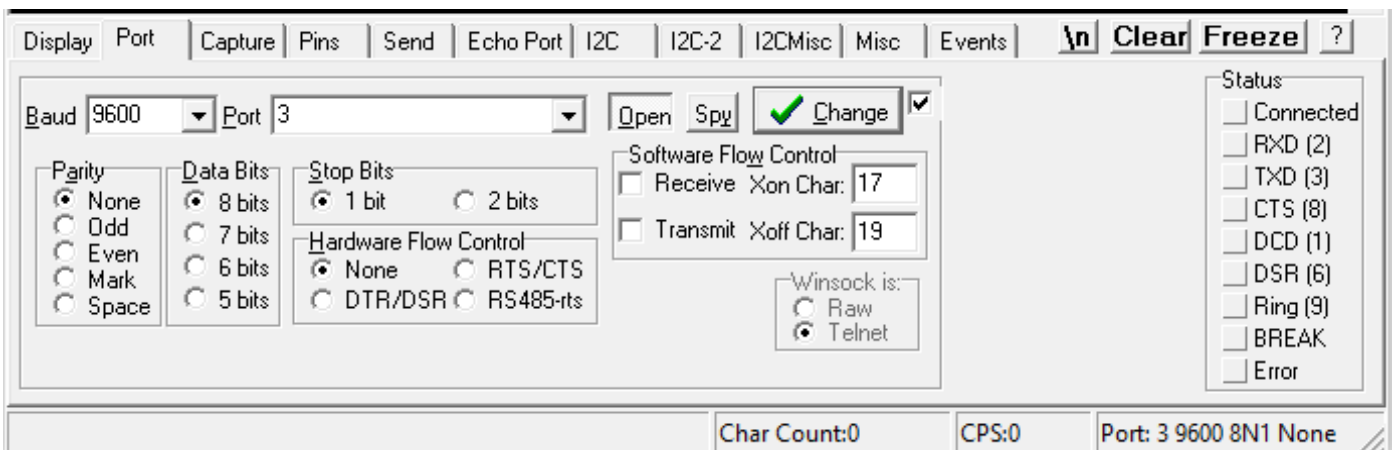 Display Port Capture Pins Send Echo Port I2C I2C-2 I2CMisc Misc Events \n Clear Freeze ?
Baud 9600 Port 3 Open Spy Change
Parity
None
Odd
Even
Mark
Space
Data Bits
8 bits
7 bits
6 bits
5 bits
Stop Bits
1 bit 2 bits
Hardware Flow Control
None RTS/CTS
DTR/DSR RS485-rts
Software Flow Control
Receive Xon Char: 17
Transmit Xoff Char: 19
Winsock is:
Raw
Telnet
Status
Connected
RXD (2)
TXD (3)
CTS (8)
DCD (1)
DSR (6)
Ring (9)
BREAK
Error
Char Count:0 CPS:0 Port: 3 9600 8N1 None